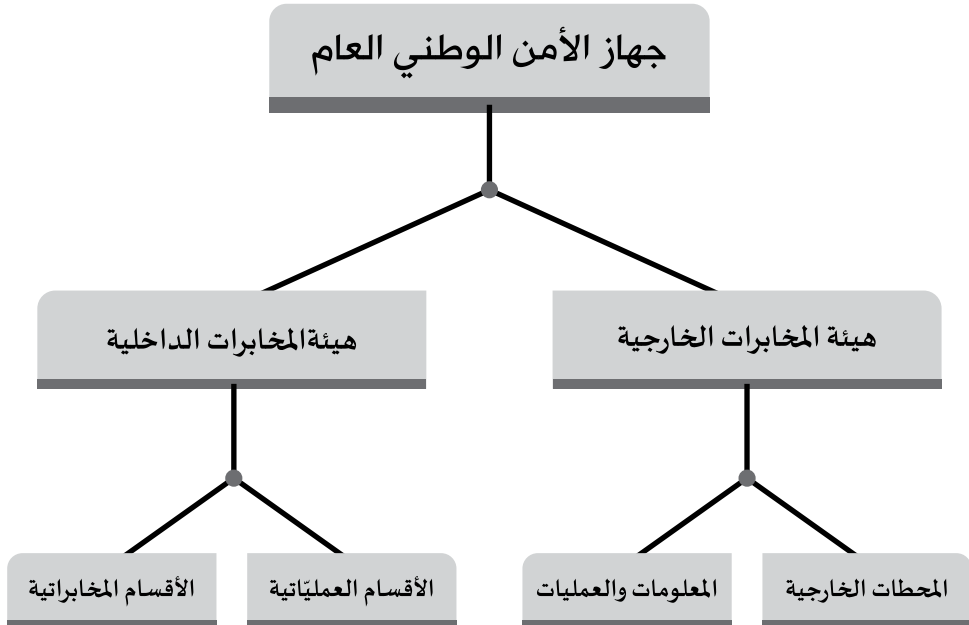 جهاز الأمن الوطني العام
هيئة المخابرات الخارجية
هيئةالمخابرات الداخلية
المحطات الخارجية
المعلومات والعمليات
الأقسام العمليّاتية
الأقسام المخابراتية